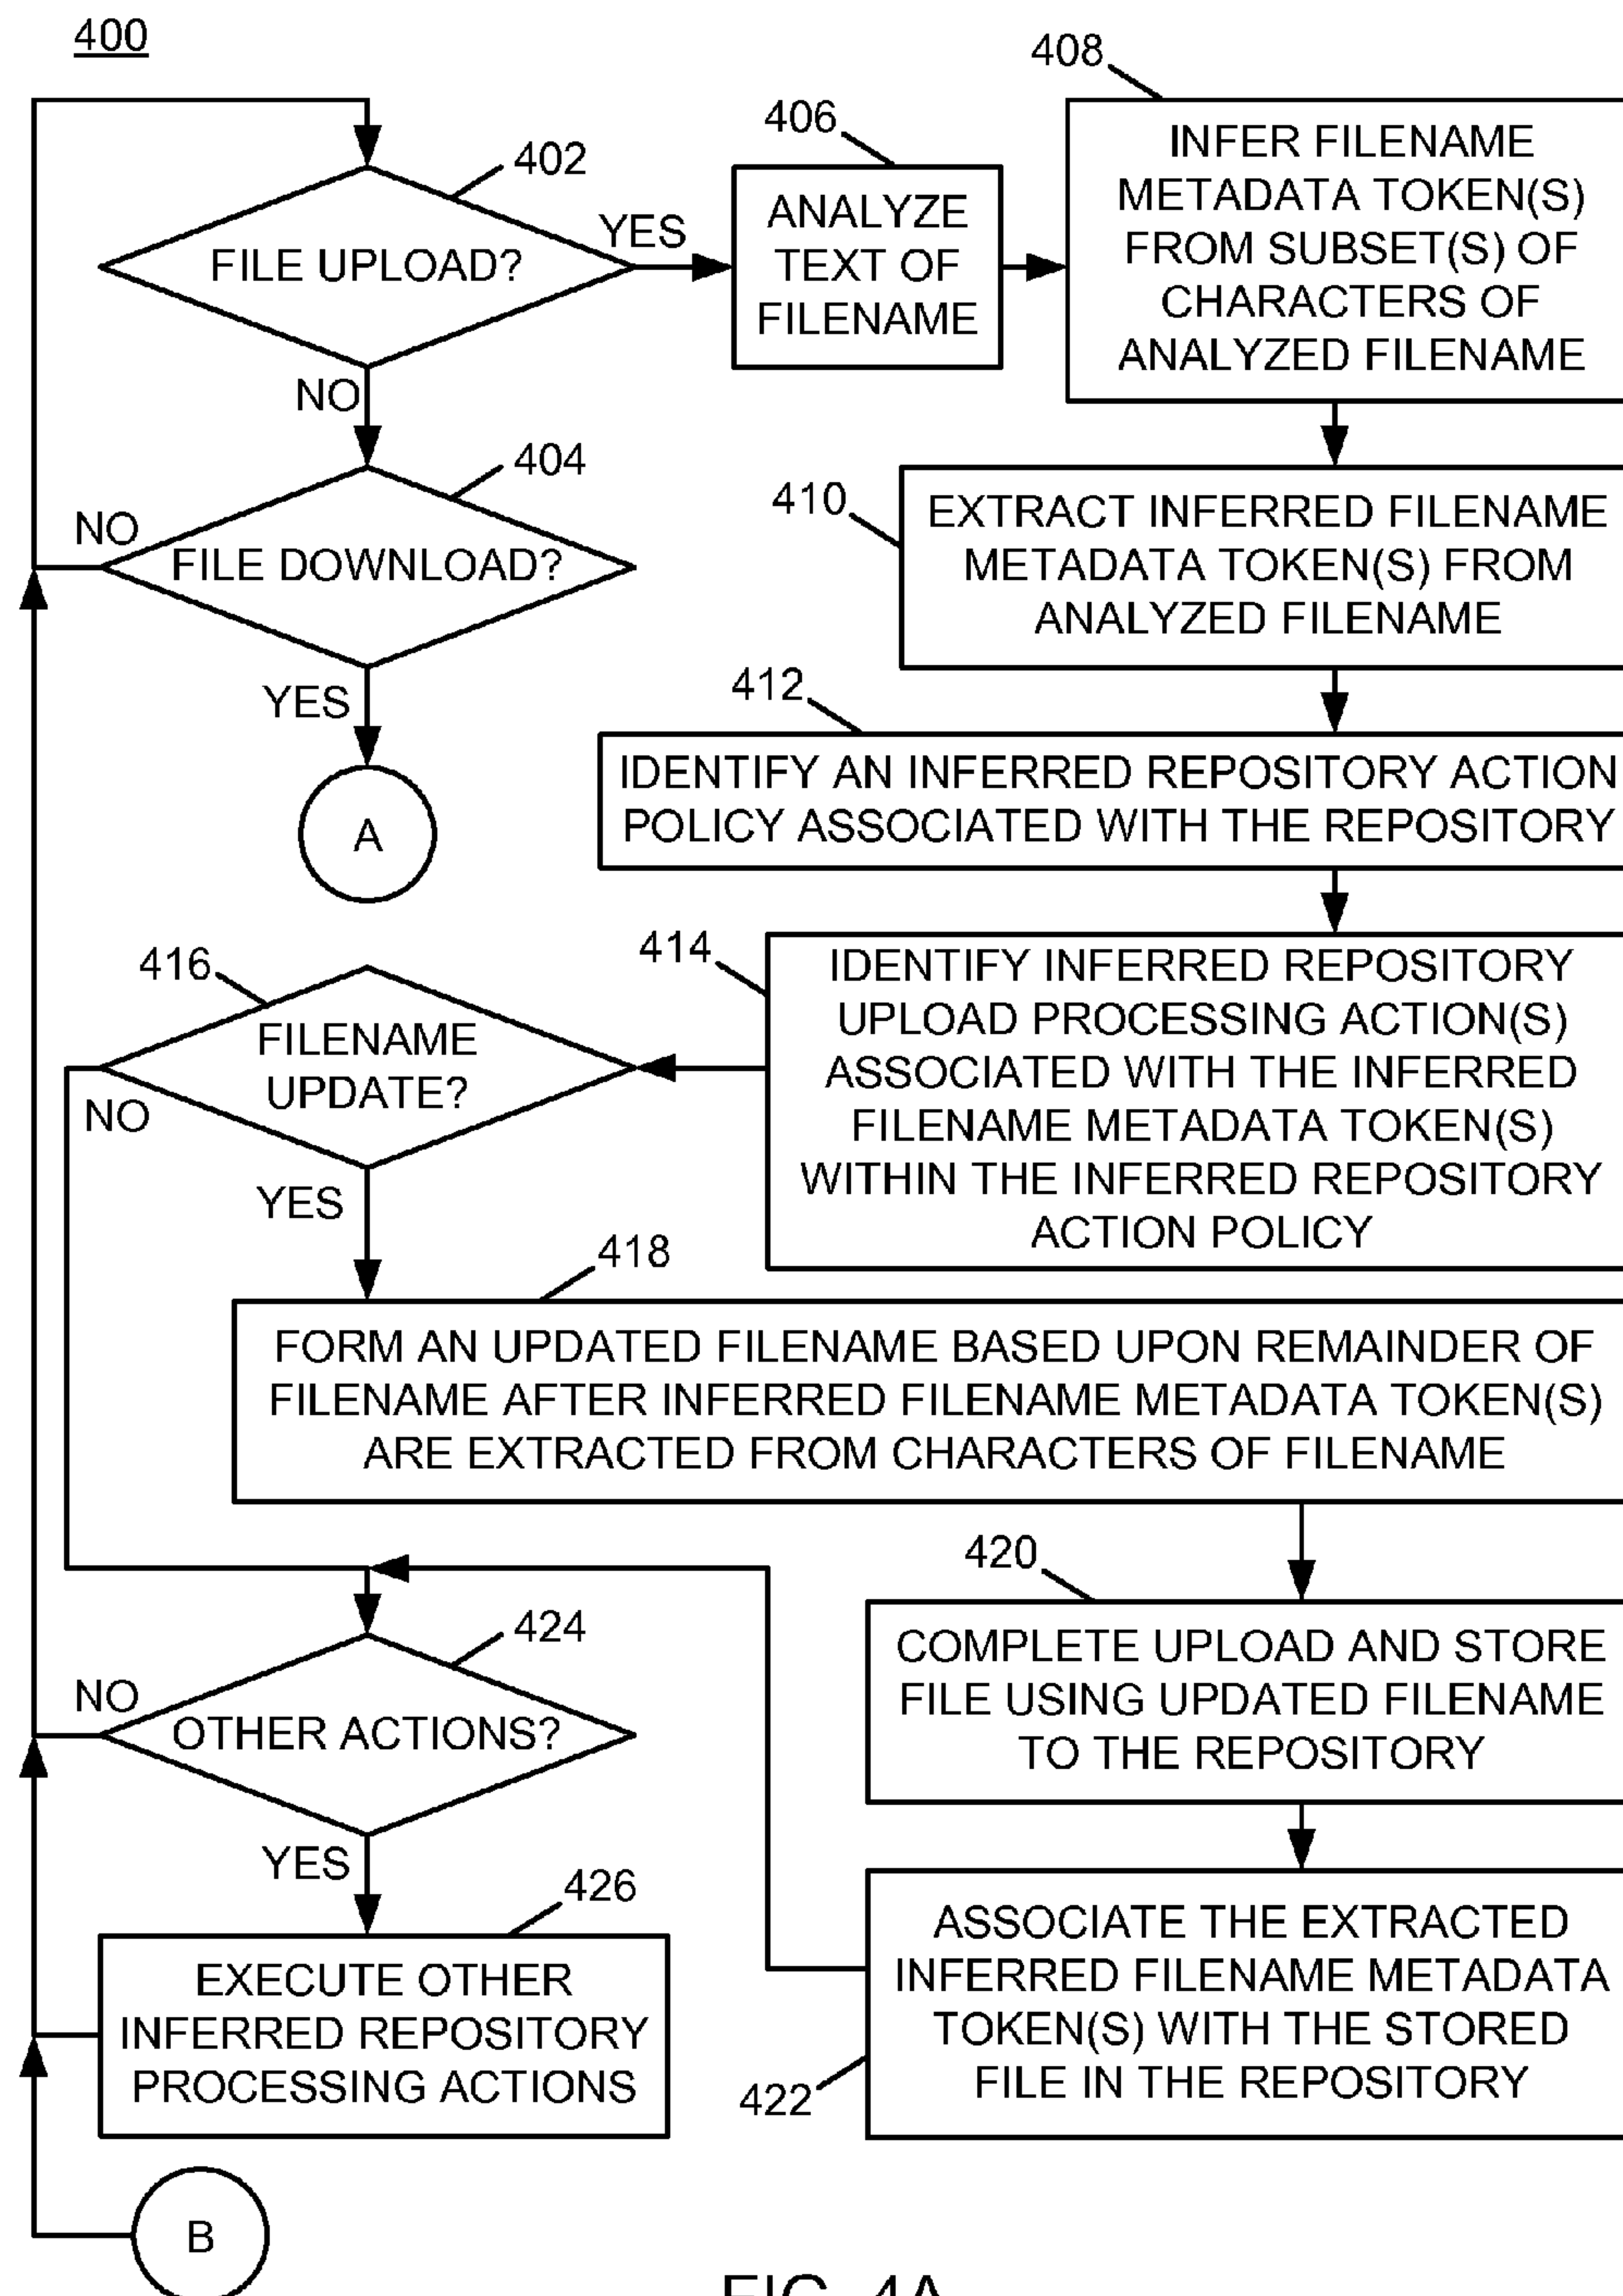 400
402
FILE UPLOAD?
YES
NO
406
ANALYZE
TEXT OF
FILENAME
408
INFER FILENAME
METADATA TOKEN(S)
FROM SUBSET(S) OF
CHARACTERS OF
ANALYZED FILENAME
404
FILE DOWNLOAD?
NO
YES
A
410
EXTRACT INFERRED FILENAME
METADATA TOKEN(S) FROM
ANALYZED FILENAME
412
IDENTIFY AN INFERRED REPOSITORY ACTION
POLICY ASSOCIATED WITH THE REPOSITORY
414
IDENTIFY INFERRED REPOSITORY
UPLOAD PROCESSING ACTION(S)
ASSOCIATED WITH THE INFERRED
FILENAME METADATA TOKEN(S)
WITHIN THE INFERRED REPOSITORY
ACTION POLICY
416
FILENAME
UPDATE?
NO
YES
418
FORM AN UPDATED FILENAME BASED UPON REMAINDER OF
FILENAME AFTER INFERRED FILENAME METADATA TOKEN(S)
ARE EXTRACTED FROM CHARACTERS OF FILENAME
420
COMPLETE UPLOAD AND STORE
FILE USING UPDATED FILENAME
TO THE REPOSITORY
422
ASSOCIATE THE EXTRACTED
INFERRED FILENAME METADATA
TOKEN(S) WITH THE STORED
FILE IN THE REPOSITORY
424
OTHER ACTIONS?
NO
YES
426
EXECUTE OTHER
INFERRED REPOSITORY
PROCESSING ACTIONS
B
FIG. 4A